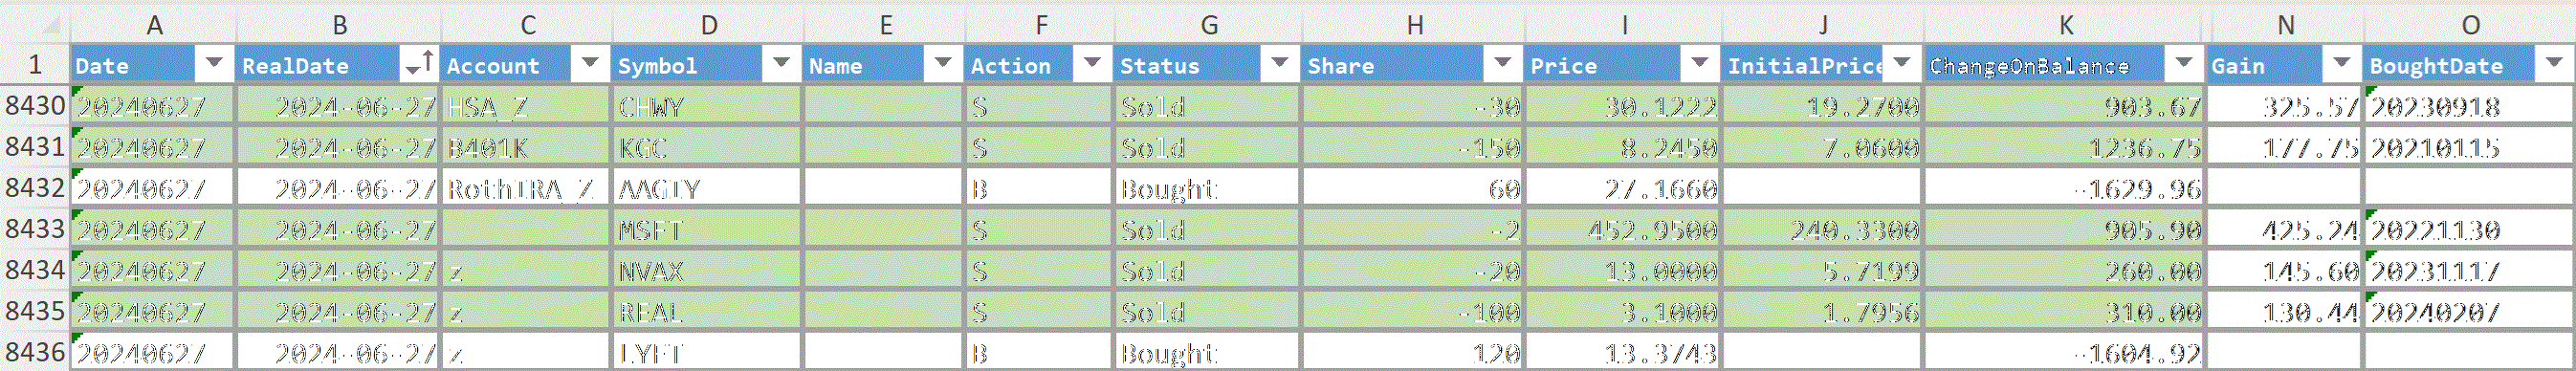 A B C D E F G H I J K N O
1 Date RealDate Account Symbol Name Action Status Share Price InitialPrice ChangeOnBalance Gain BoughtDate
8430 20240627 2024-06-27 HSA_Z CHWY S Sold -30 30.1222 19.2700 903.67 325.57 20230918
8431 20240627 2024-06-27 B401K KGC S Sold -150 8.2450 7.0600 1236.75 177.75 20210115
8432 20240627 2024-06-27 RothIRA_Z AAGIY B Bought 60 27.1660 -1629.96
8433 20240627 2024-06-27 MSFT S Sold -2 452.9500 240.3300 905.90 425.24 20221130
8434 20240627 2024-06-27 z NVAX S Sold -20 13.0000 5.7199 260.00 145.60 20231117
8435 20240627 2024-06-27 z REAL S Sold -100 3.1000 1.7956 310.00 130.44 20240207
8436 20240627 2024-06-27 z LYFT B Bought 120 13.3743 -1604.92